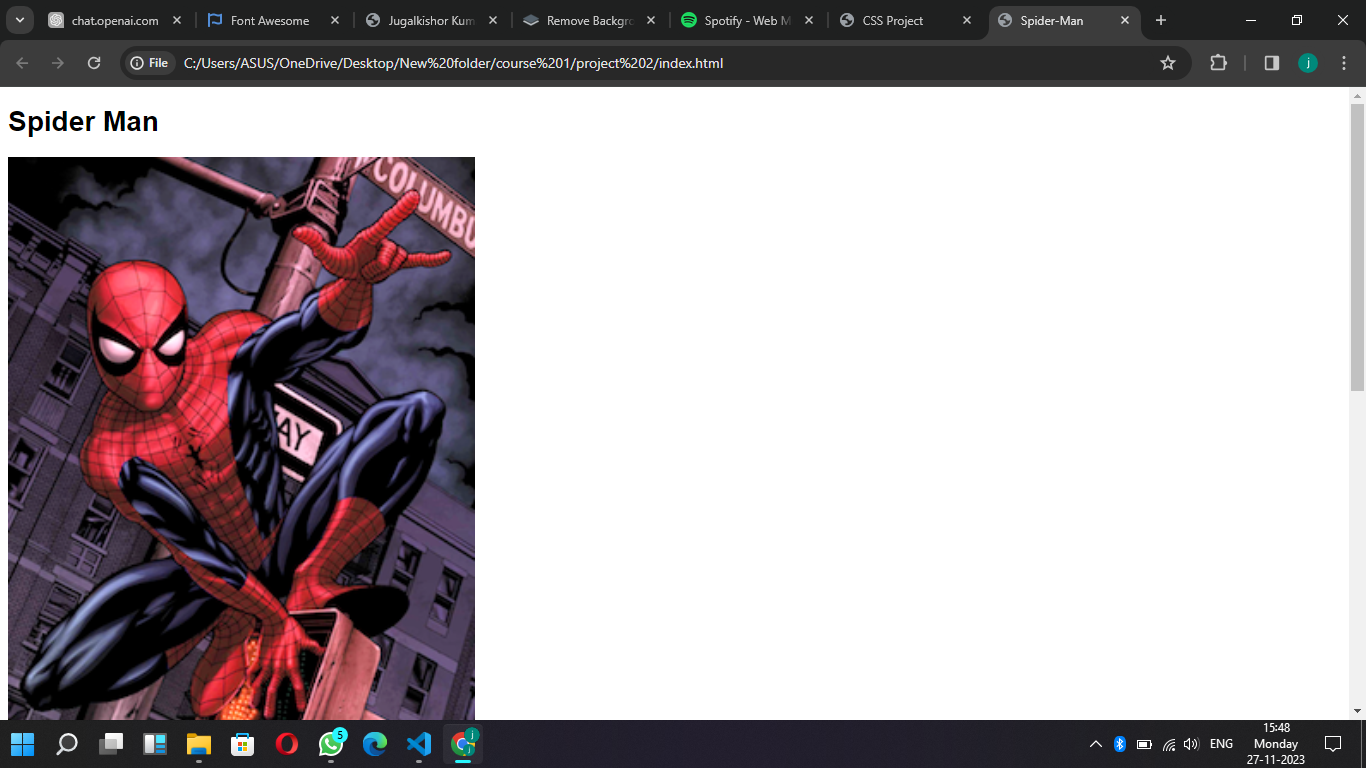 chat.openai.com
Font Awesome
Jugalkishor Kum
Remove Backgro
Spotify - Web M
CSS Project
Spider-Man
File
C:/Users/ASUS/OneDrive/Desktop/New%20folder/course%201/project%202/index.html
j
Spider Man
COLUMBU
AY
5
j
ENG
15:48
Monday
27-11-2023